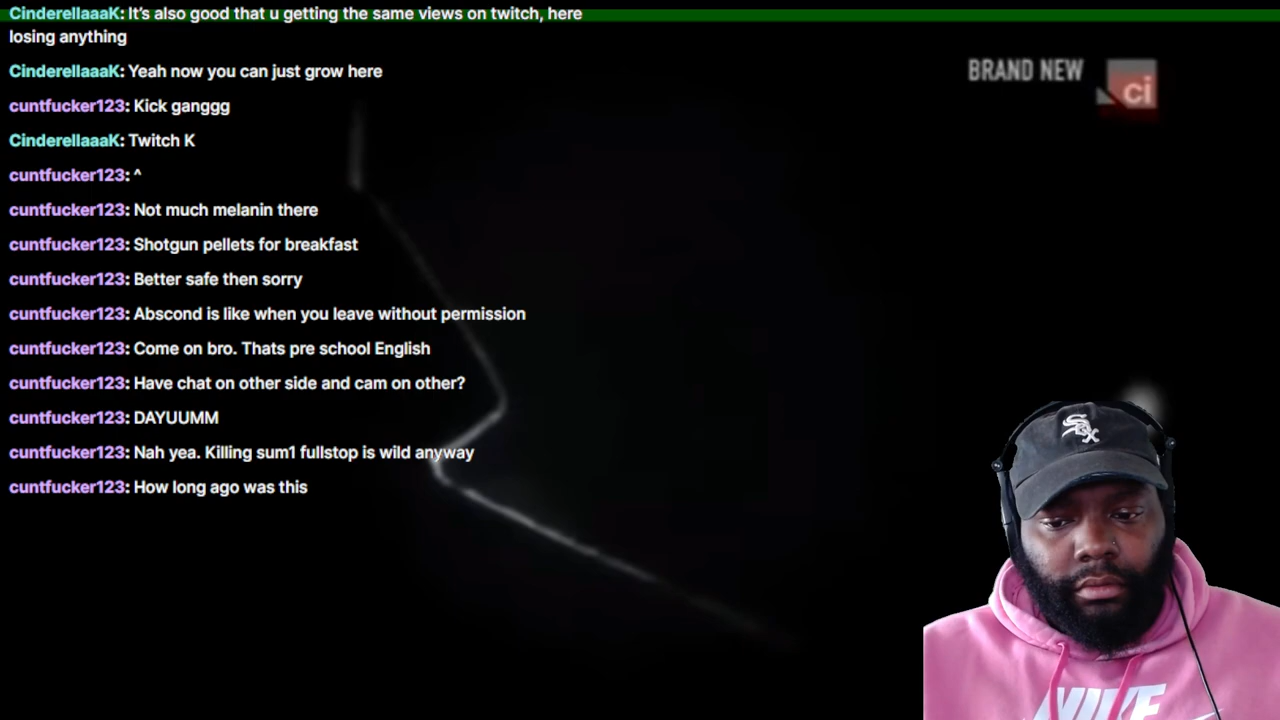 CinderellaaaK: It's also good that u getting the same views on twitch, here
losing anything
CinderellaaaK: Yeah now you can just grow here
cuntfucker123: Kick ganggg
CinderellaaaK: Twitch K
cuntfucker123: ^
cuntfucker123: Not much melanin there
cuntfucker123: Shotgun pellets for breakfast
cuntfucker123: Better safe then sorry
cuntfucker123: Abscond is like when you leave without permission
cuntfucker123: Come on bro. Thats pre school English
cuntfucker123: Have chat on other side and cam on other?
cuntfucker123: DAYUUMM
cuntfucker123: Nah yea. Killing sum1 fullstop is wild anyway
cuntfucker123: How long ago was this
BRAND NEW
ci
SOX
NIKE